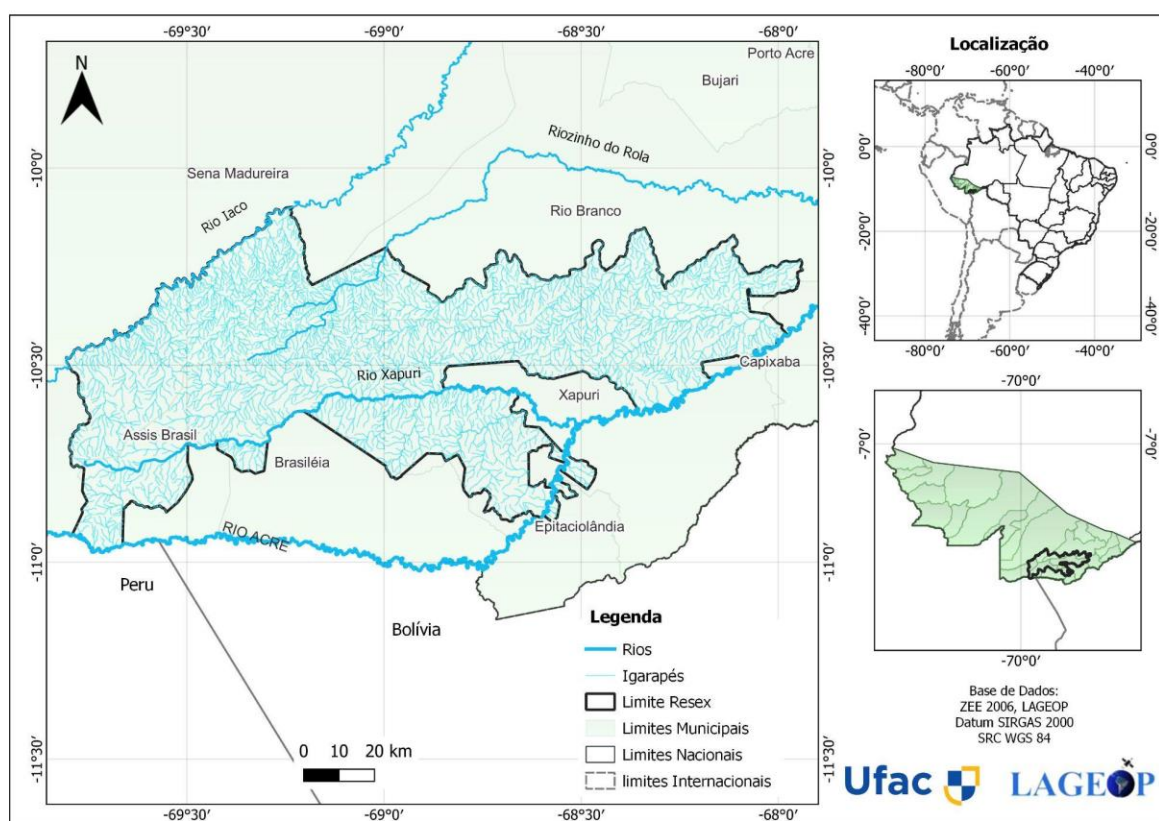 -69°30′
-69°0′
-68°30′
-68°0′
N
Porto Acre
Bujari
Riozinho do Rola
-10°0′
-10°0′
Sena Madureira
Rio Iaco
Rio Branco
-10°30′
-10°30′
Rio Xapuri
Capixaba
Xapuri
Assis Brasil
Brasiléia
Epitaciolândia
RIO ACRE
-11°0′
-11°0′
Peru
Bolívia
Legenda
Rios
Igarapés
Limite Resex
Limites Municipais
Limites Nacionais
limites Internacionais
0 10 20 km
-11°30′
-11°30′
-69°30′
-69°0′
-68°30′
-68°0′
Localização
-80°0′
-60°0′
-40°0′
0°0′
0°0′
-20°0′
-20°0′
-40°0′
-40°0′
-80°0′
-60°0′
-40°0′
-70°0′
-7°0′
-7°0′
-70°0′
Base de Dados:
ZEE 2006, LAGEOP
Datum SIRGAS 2000
SRC WGS 84
Ufac
LAGEOP